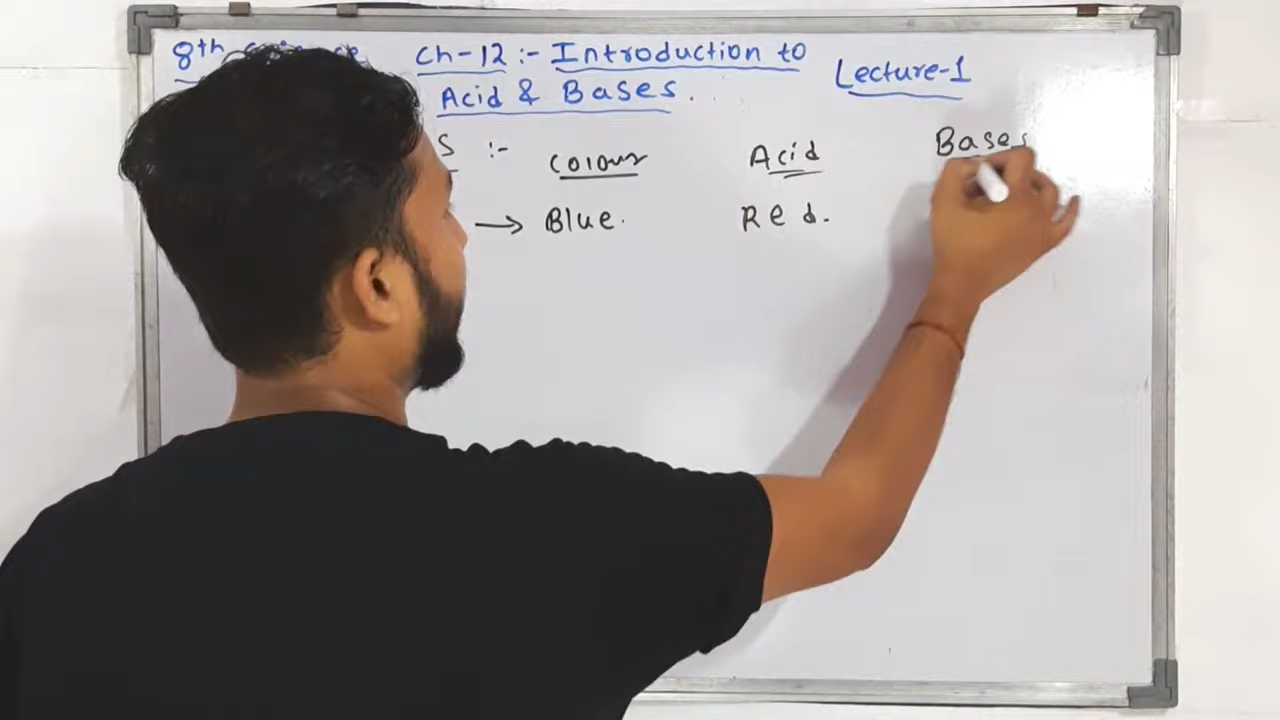 8th Ch-12 :- Introduction to
Acid & Bases. Lecture-1
S :- Colour Acid Bases
→ Blue. Red.